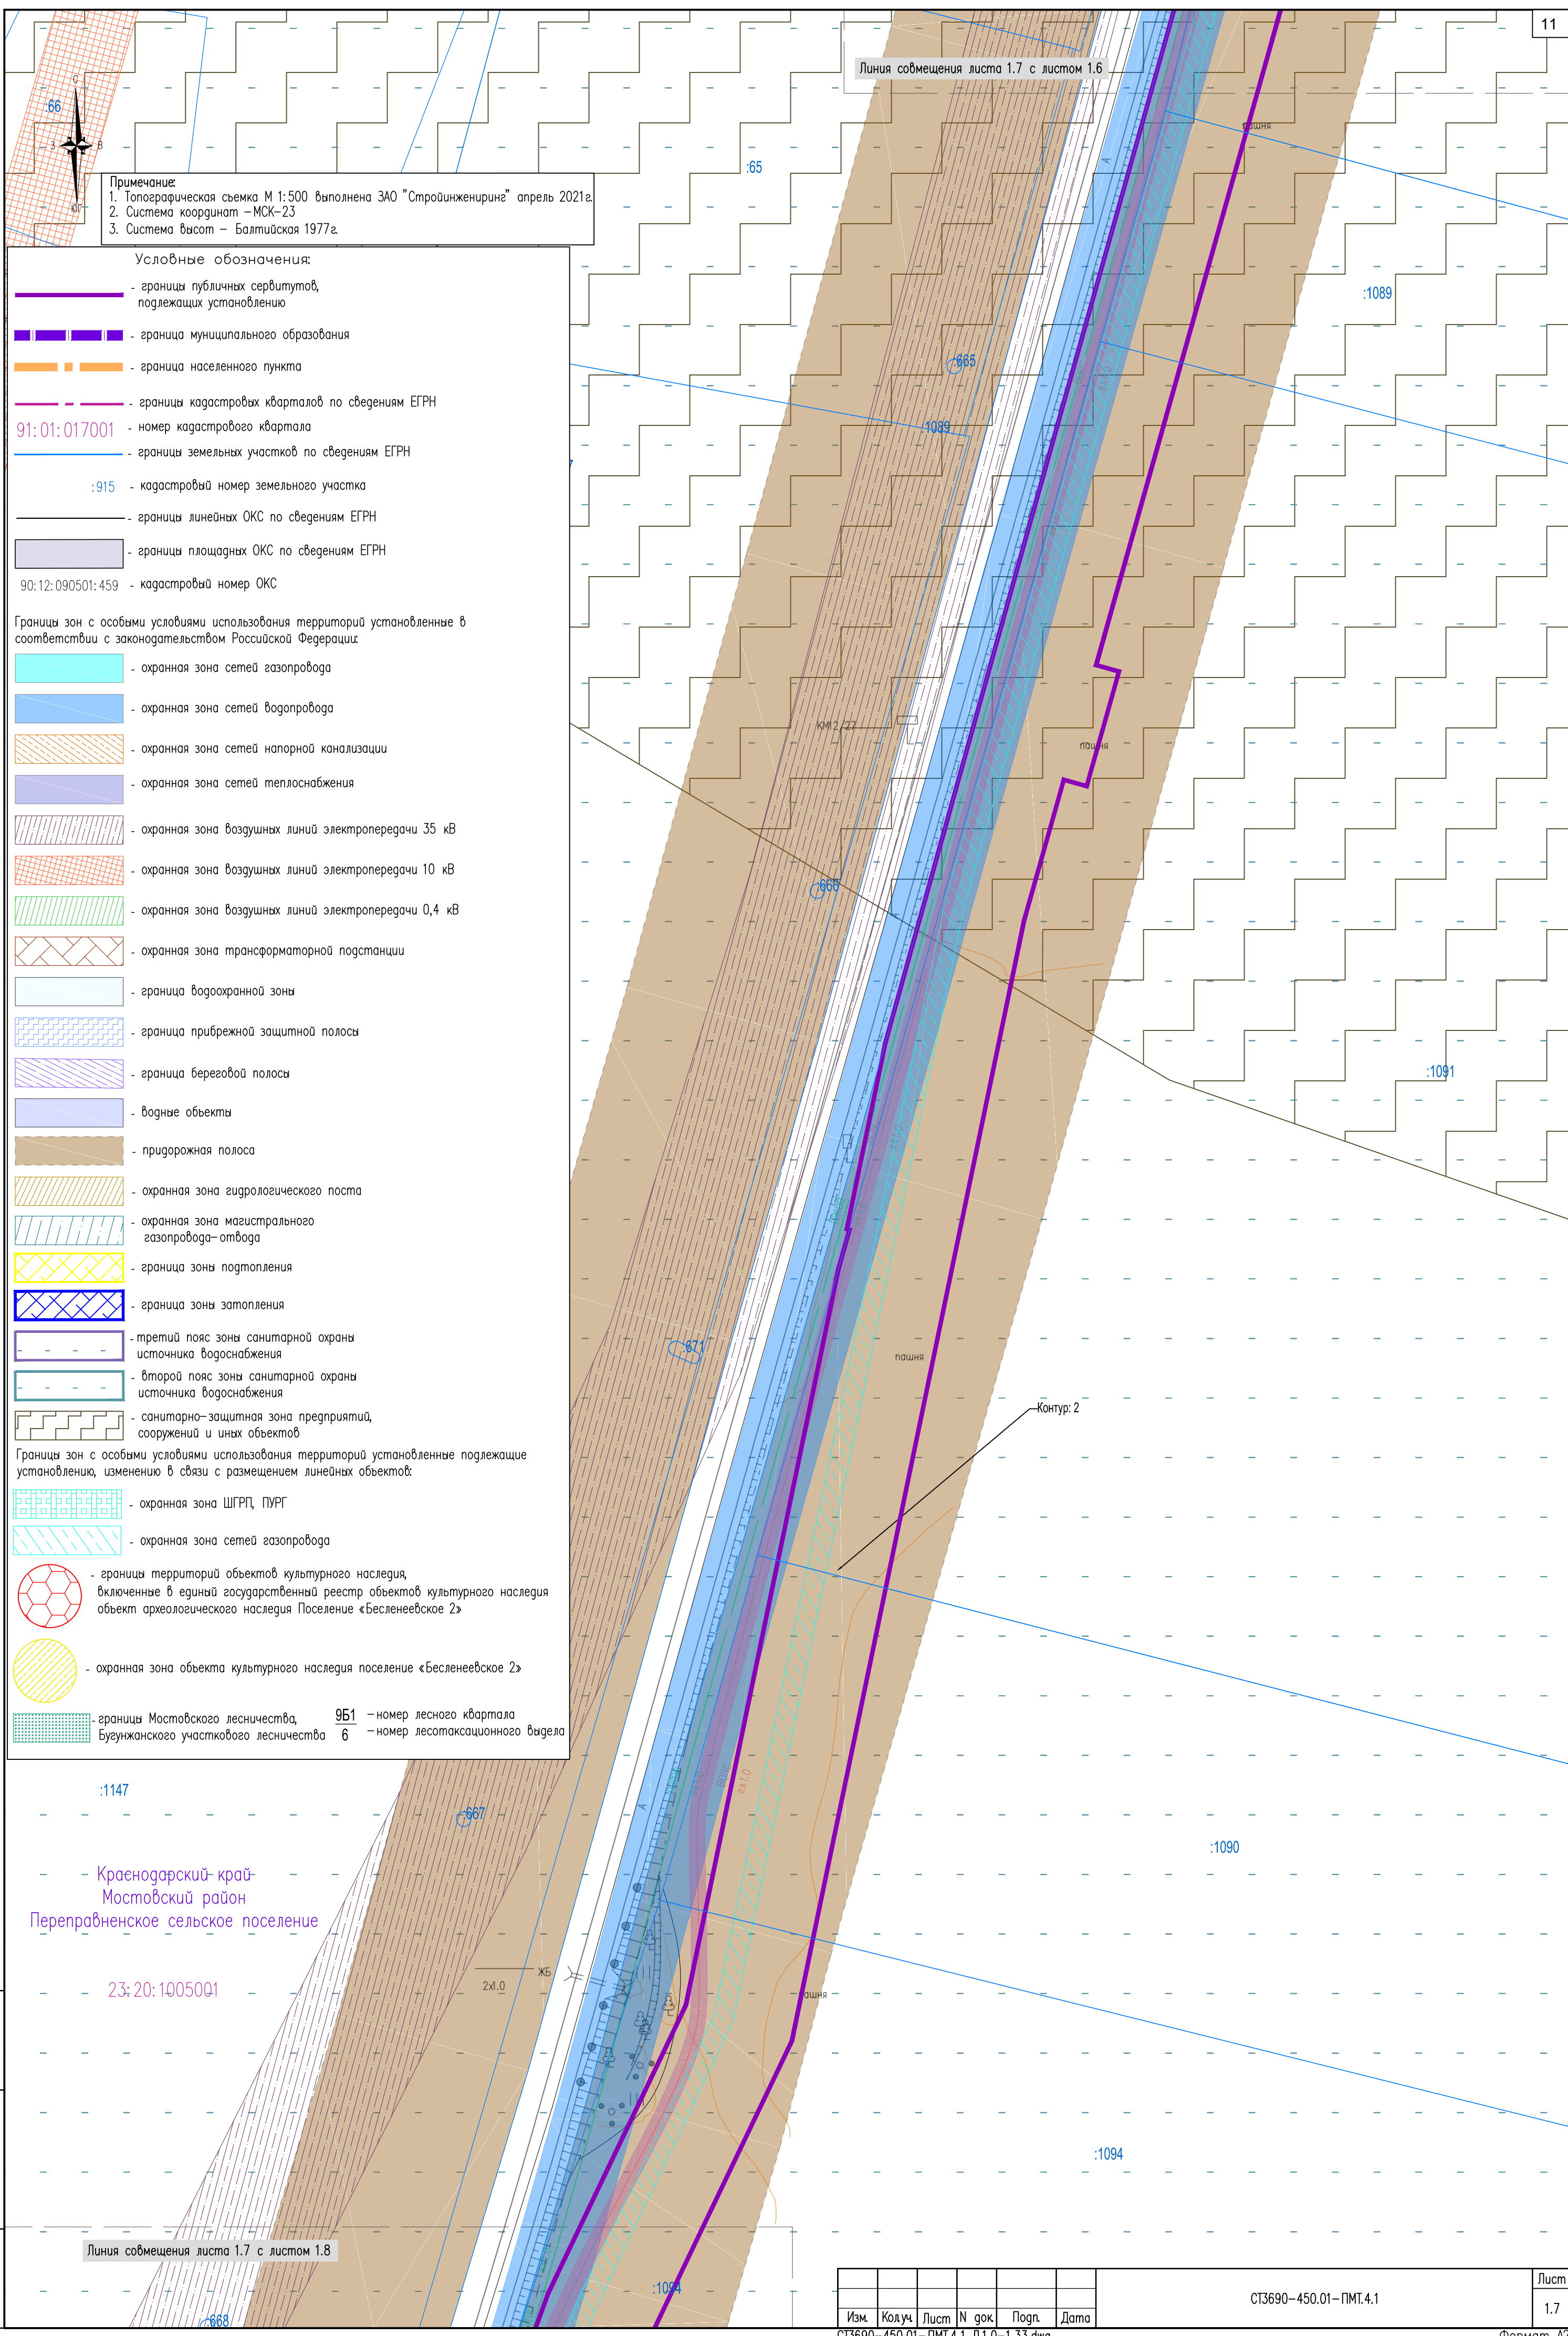 11
Линия совмещения листа 1.7 с листом 1.6
С
:66
З
В
ЮГ
:65
пашня
А
Примечание:
1. Топографическая съемка М 1:500 выполнена ЗАО "Стройинжениринг" апрель 2021г.
2. Система координат –МСК–23
3. Система высот – Балтийская 1977г.
Условные обозначения:
- границы публичных сервитутов,
подлежащих установлению
- граница муниципального образования
- граница населенного пункта
- границы кадастровых кварталов по сведениям ЕГРН
91:01:017001 - номер кадастрового квартала
- границы земельных участков по сведениям ЕГРН
:915 - кадастровый номер земельного участка
- границы линейных ОКС по сведениям ЕГРН
- границы площадных ОКС по сведениям ЕГРН
90:12:090501:459 - кадастровый номер ОКС
Границы зон с особыми условиями использования территорий установленные в
соответствии с законодательством Российской Федерации:
- охранная зона сетей газопровода
- охранная зона сетей водопровода
- охранная зона сетей напорной канализации
- охранная зона сетей теплоснабжения
- охранная зона воздушных линий электропередачи 35 кВ
- охранная зона воздушных линий электропередачи 10 кВ
- охранная зона воздушных линий электропередачи 0,4 кВ
- охранная зона трансформаторной подстанции
- граница водоохранной зоны
- граница прибрежной защитной полосы
- граница береговой полосы
- водные объекты
- придорожная полоса
- охранная зона гидрологического поста
- охранная зона магистрального
газопровода–отвода
- граница зоны подтопления
- граница зоны затопления
- третий пояс зоны санитарной охраны
источника водоснабжения
- второй пояс зоны санитарной охраны
источника водоснабжения
- санитарно–защитная зона предприятий,
сооружений и иных объектов
Границы зон с особыми условиями использования территорий установленные подлежащие
установлению, изменению в связи с размещением линейных объектов:
- охранная зона ШГРП, ПУРГ
- охранная зона сетей газопровода
- границы территорий объектов культурного наследия,
включенные в единый государственный реестр объектов культурного наследия
объект археологического наследия Поселение «Бесленеевское 2»
- охранная зона объекта культурного наследия поселение «Бесленеевское 2»
- границы Мостовского лесничества,
Бугунжанского участкового лесничества
9Б1 – номер лесного квартала
6 – номер лесотаксационного выдела
:1089
:665
:1089
КМ12/27
пашня
:666
:1091
:671
пашня
Контур: 2
:1147
:667
А
г.х.1.0
:1090
Краснодарский край
Мостовский район
Переправненское сельское поселение
23:20:1005001
ЖБ
2х1.0
пашня
:1094
Линия совмещения листа 1.7 с листом 1.8
:668
:1094
СТ3690–450.01–ПМТ.4.1
Лист
1.7
Изм.
Кол.уч
Лист
N док.
Подп.
Дата
СТ3690–450.01–ПМТ.4.1_Л.1.0–1.33.dwg
Формат А2